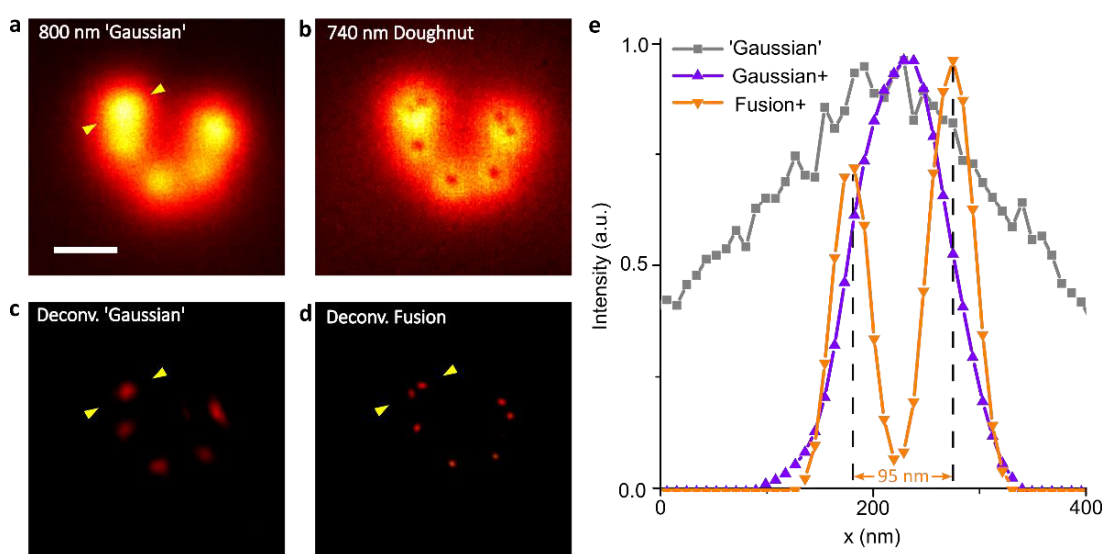 a
800 nm 'Gaussian'
b
740 nm Doughnut
c
Deconv. 'Gaussian'
d
Deconv. Fusion
e
'Gaussian'
Gaussian+
Fusion+
1.0
0.5
0.0
Intensity (a.u.)
95 nm
0
200
400
x (nm)